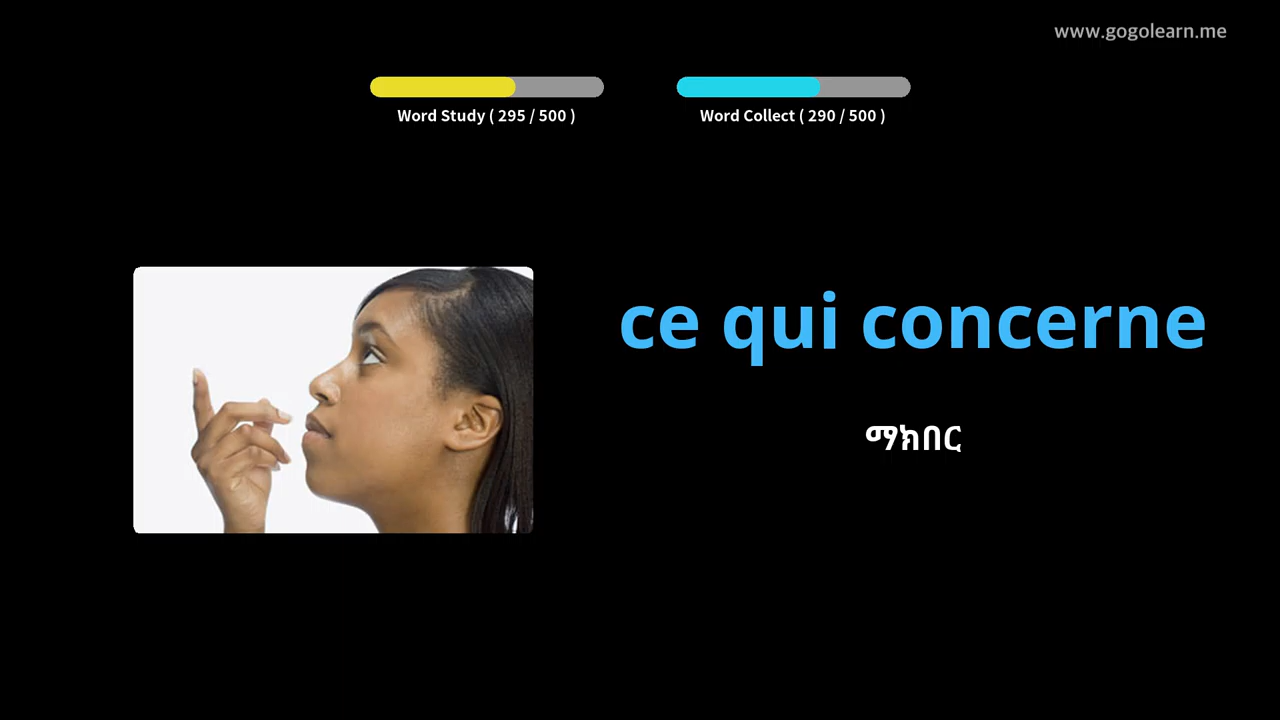 www.gogolearn.me
Word Study ( 295 / 500 )
Word Collect ( 290 / 500 )
ce qui concerne
ማክበር